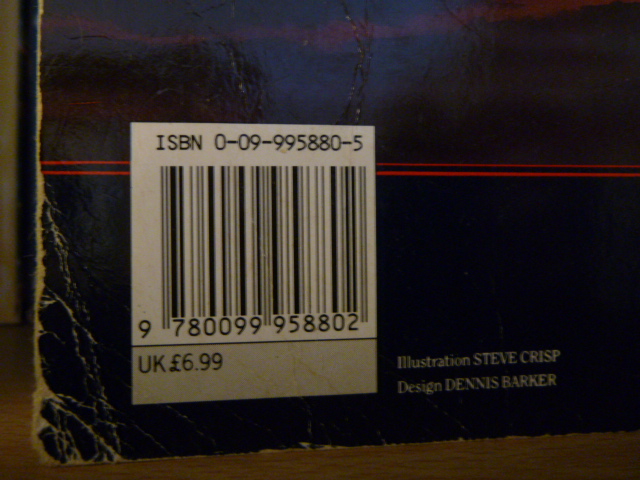 ISBN 0-09-995880-5
9 780099 958802
UK £6.99
Illustration STEVE CRISP
Design DENNIS BARKER